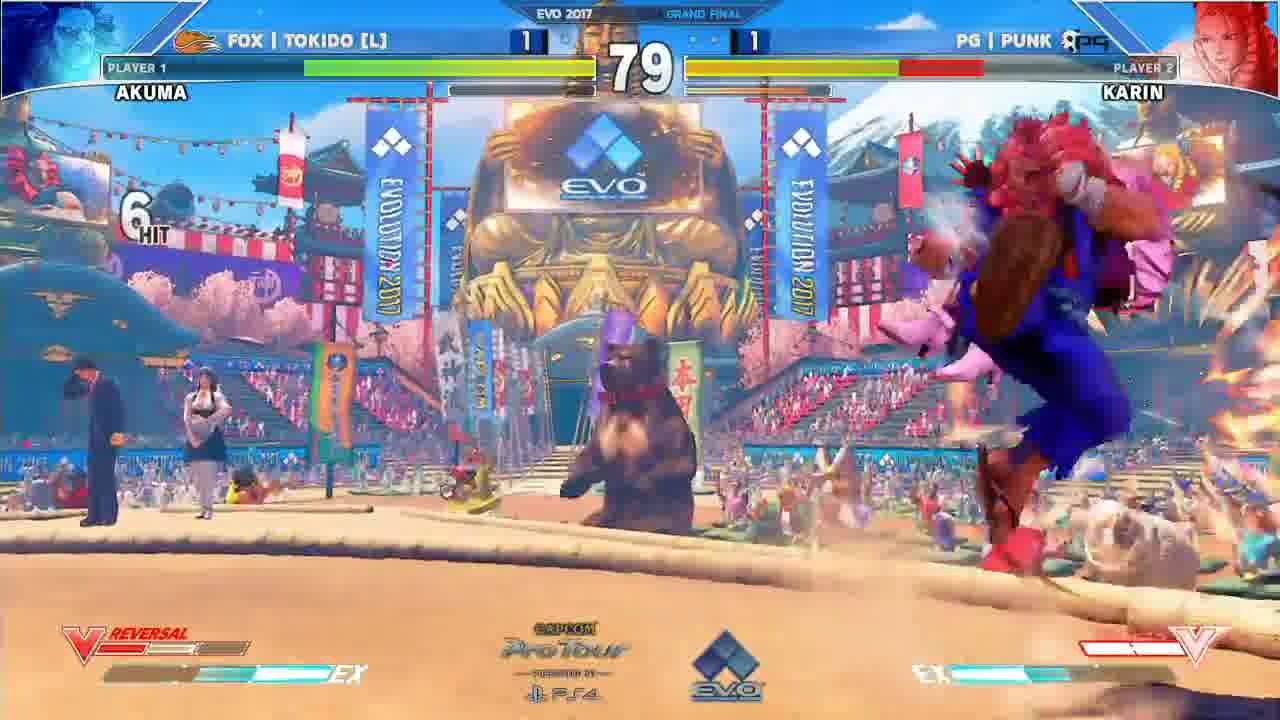 EVO 2017 GRAND FINAL
FOX | TOKIDO [L] 1 79 1 PG | PUNK
PLAYER 1 PLAYER 2
AKUMA KARIN
EVO
6 HIT
EVOLUTION 2017
EVOLUTION 2017
REVERSAL
EX
EX
CAPCOM
Pro Tour
PS4
EVO